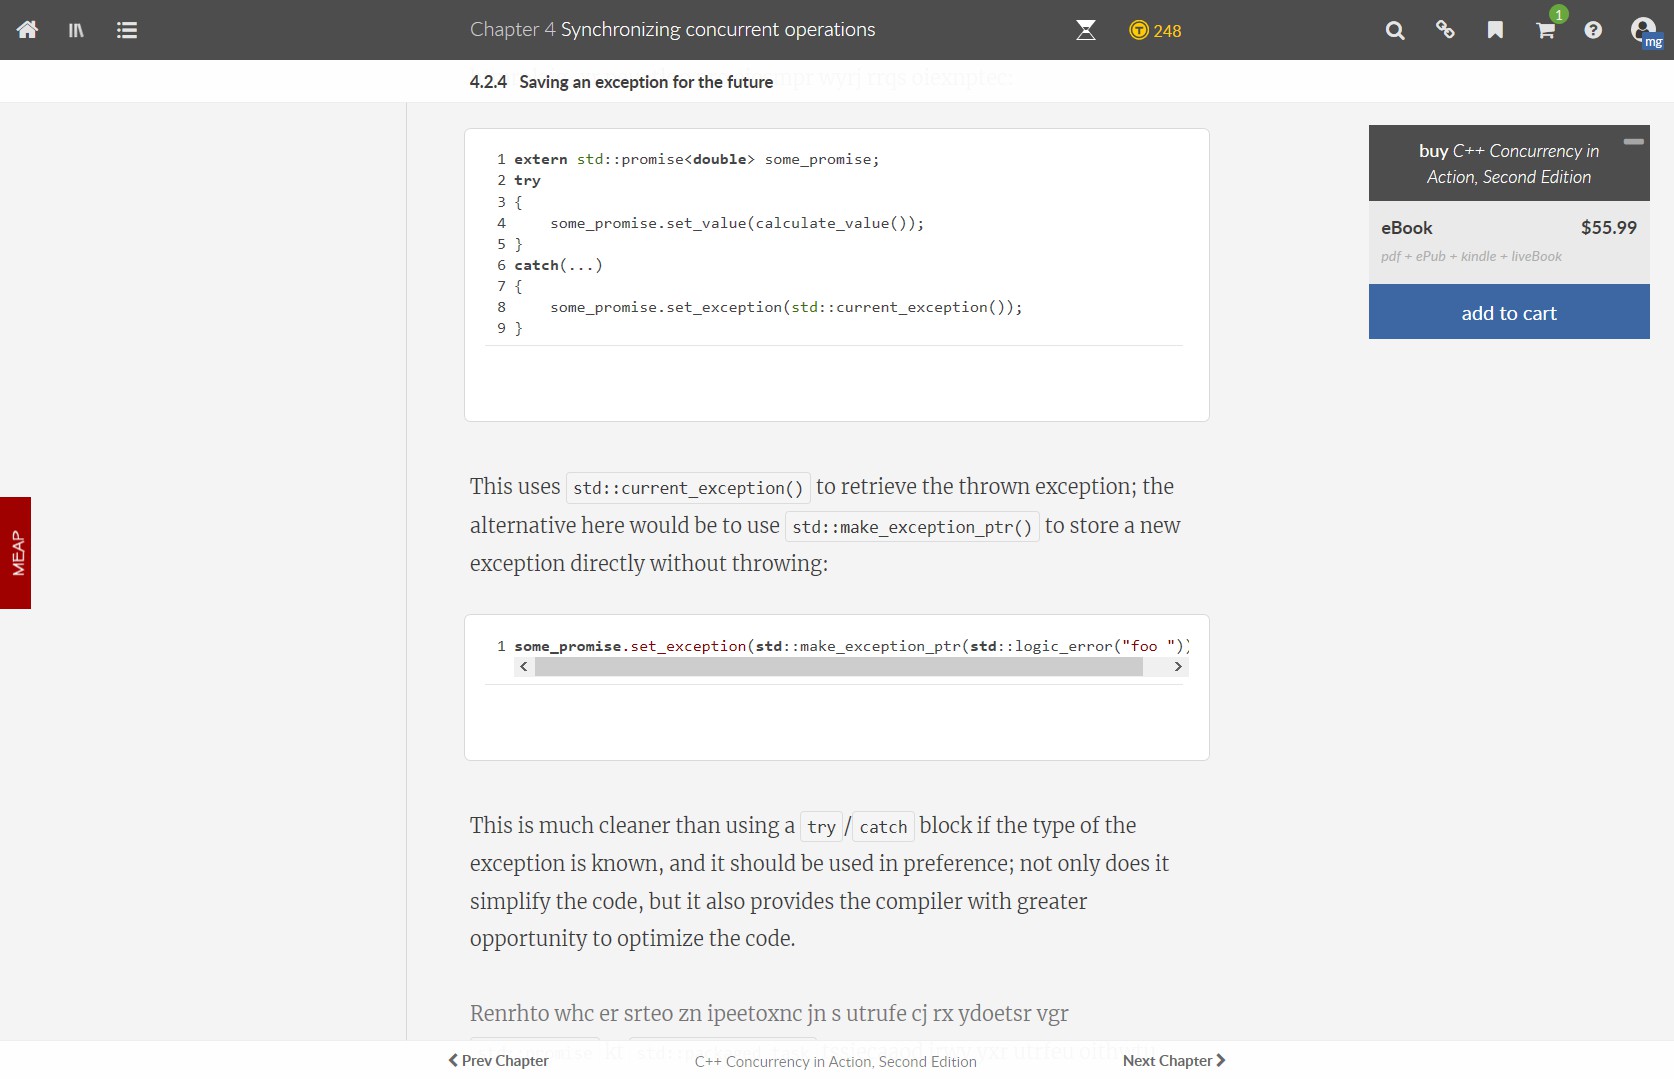 Chapter 4 Synchronizing concurrent operations
248
1
mg
4.2.4 Saving an exception for the future
1 extern std::promise<double> some_promise;
2 try
3 {
4 some_promise.set_value(calculate_value());
5 }
6 catch(...)
7 {
8 some_promise.set_exception(std::current_exception());
9 }
buy C++ Concurrency in
Action, Second Edition
eBook $55.99
pdf + ePub + kindle + liveBook
add to cart
MEAP
This uses std::current_exception() to retrieve the thrown exception; the
alternative here would be to use std::make_exception_ptr() to store a new
exception directly without throwing:
1 some_promise.set_exception(std::make_exception_ptr(std::logic_error("foo "))
This is much cleaner than using a try / catch block if the type of the
exception is known, and it should be used in preference; not only does it
simplify the code, but it also provides the compiler with greater
opportunity to optimize the code.
Renrhto whc er srteo zn ipeetoxnc jn s utrufe cj rx ydoetsr vgr
Prev Chapter
C++ Concurrency in Action, Second Edition
Next Chapter